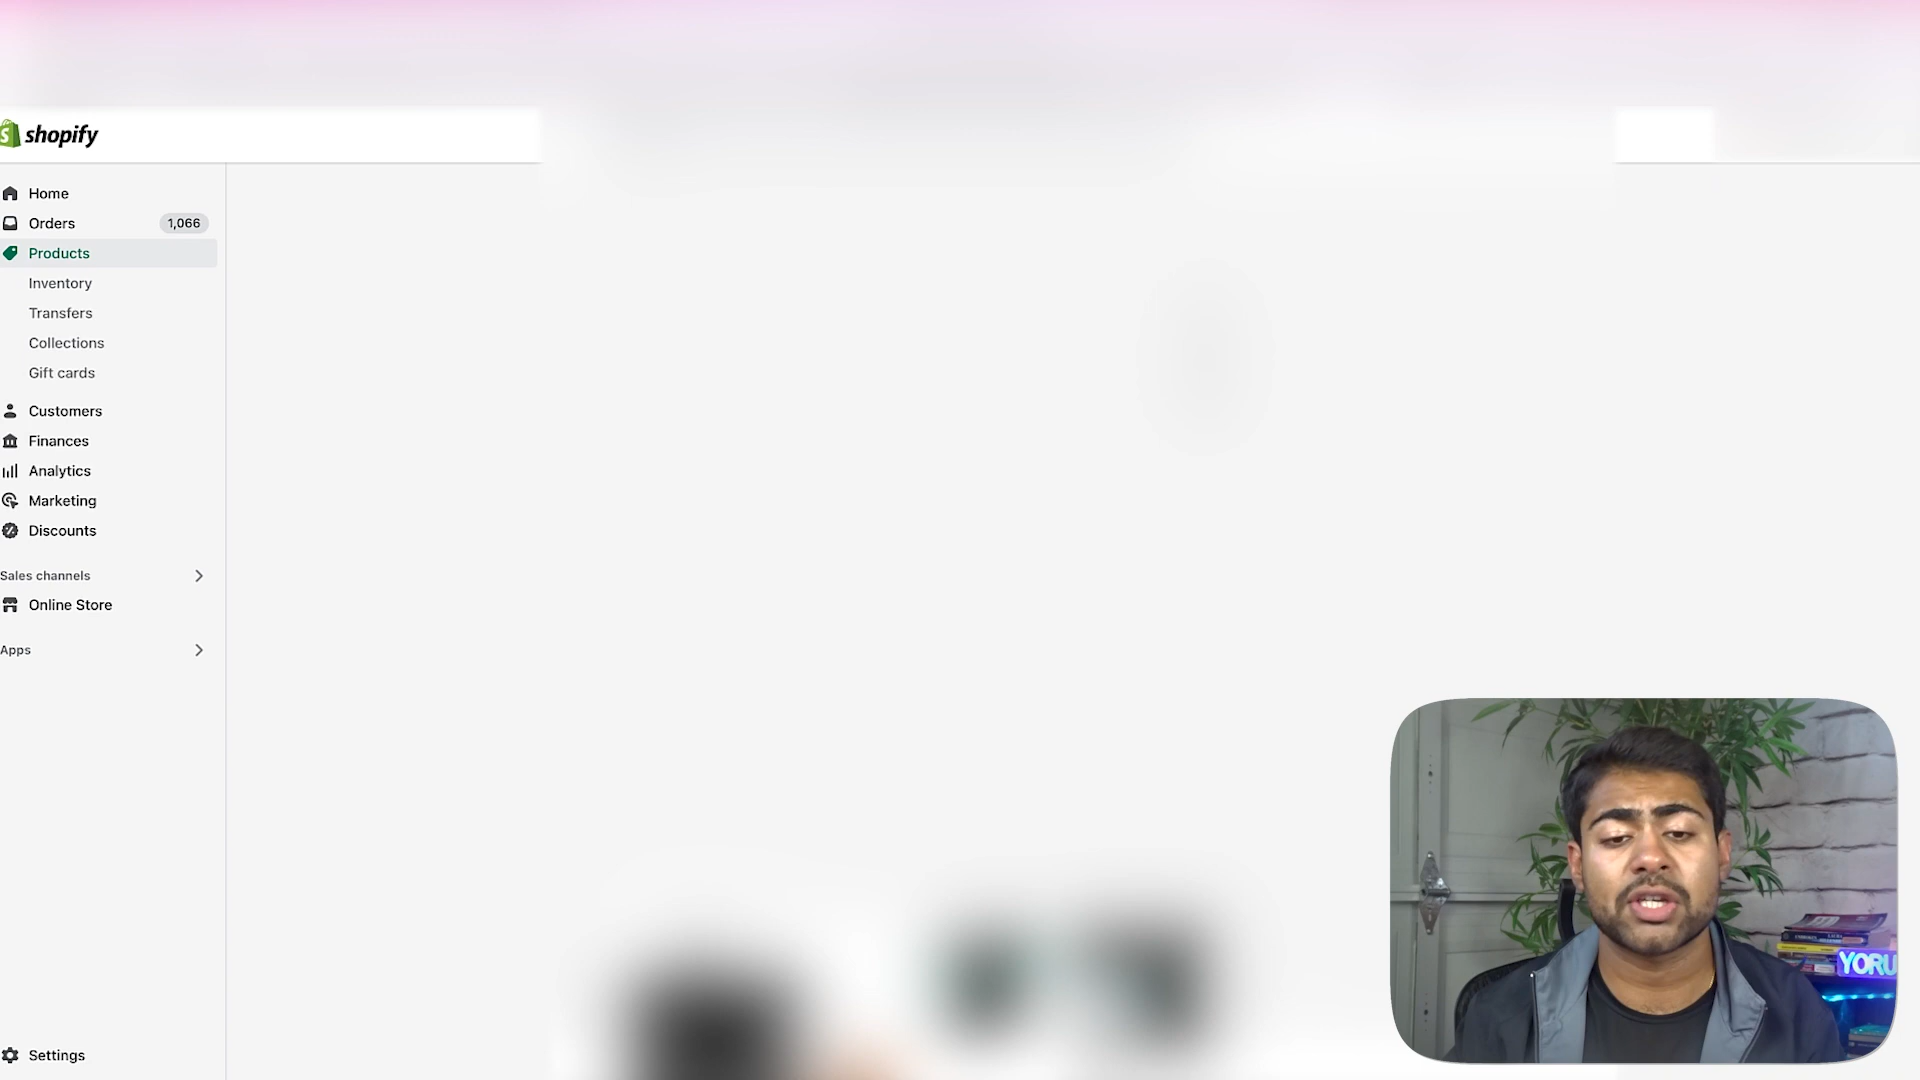 shopify
Home
Orders 1,066
Products
Inventory
Transfers
Collections
Gift cards
Customers
Finances
Analytics
Marketing
Discounts
Sales channels
Online Store
Apps
YORU
Settings